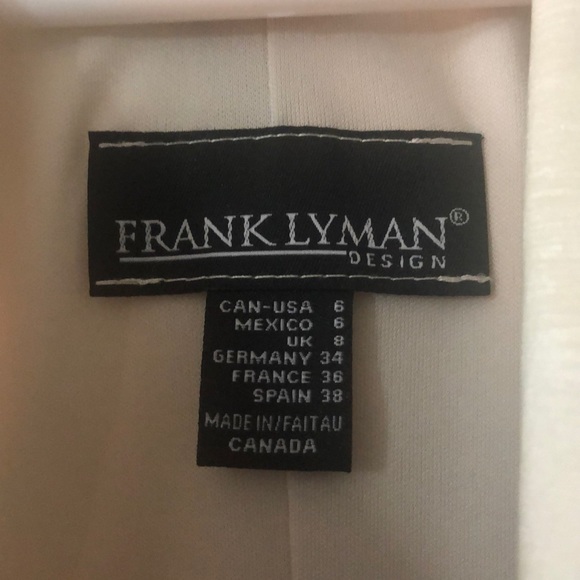 FRANK LYMAN®
DESIGN
CAN-USA 6
MEXICO 6
UK 8
GERMANY 34
FRANCE 36
SPAIN 38
MADE IN/FAIT AU
CANADA